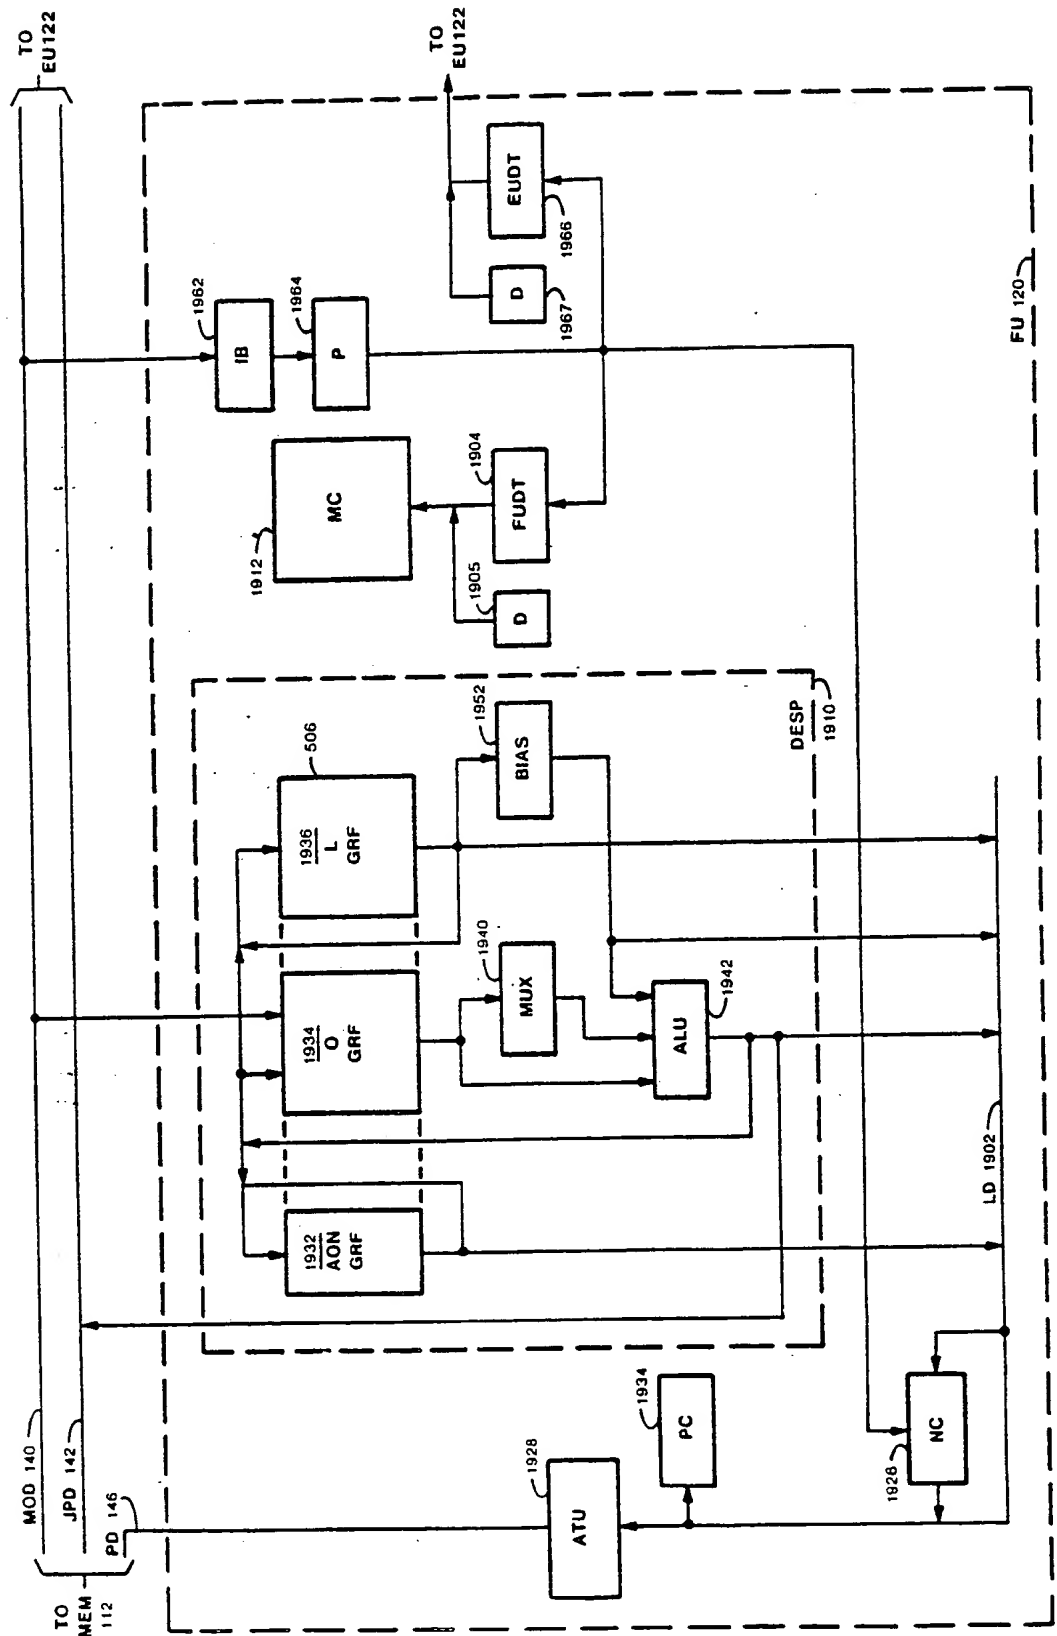 TO
MEM
112
MOD 140
JPD 142
PD 146
TO
EU122
ATU
1928
PC
1934
NC
1926
1932
AON
GRF
1934
O
GRF
1936
L
GRF
506
MUX
1940
ALU
1942
BIAS
1952
DESP
1910
LD 1902
MC
1912
D
1905
FUDT
1904
IB
1962
P
1964
D
1967
EUDT
1966
TO
EU122
FU 120